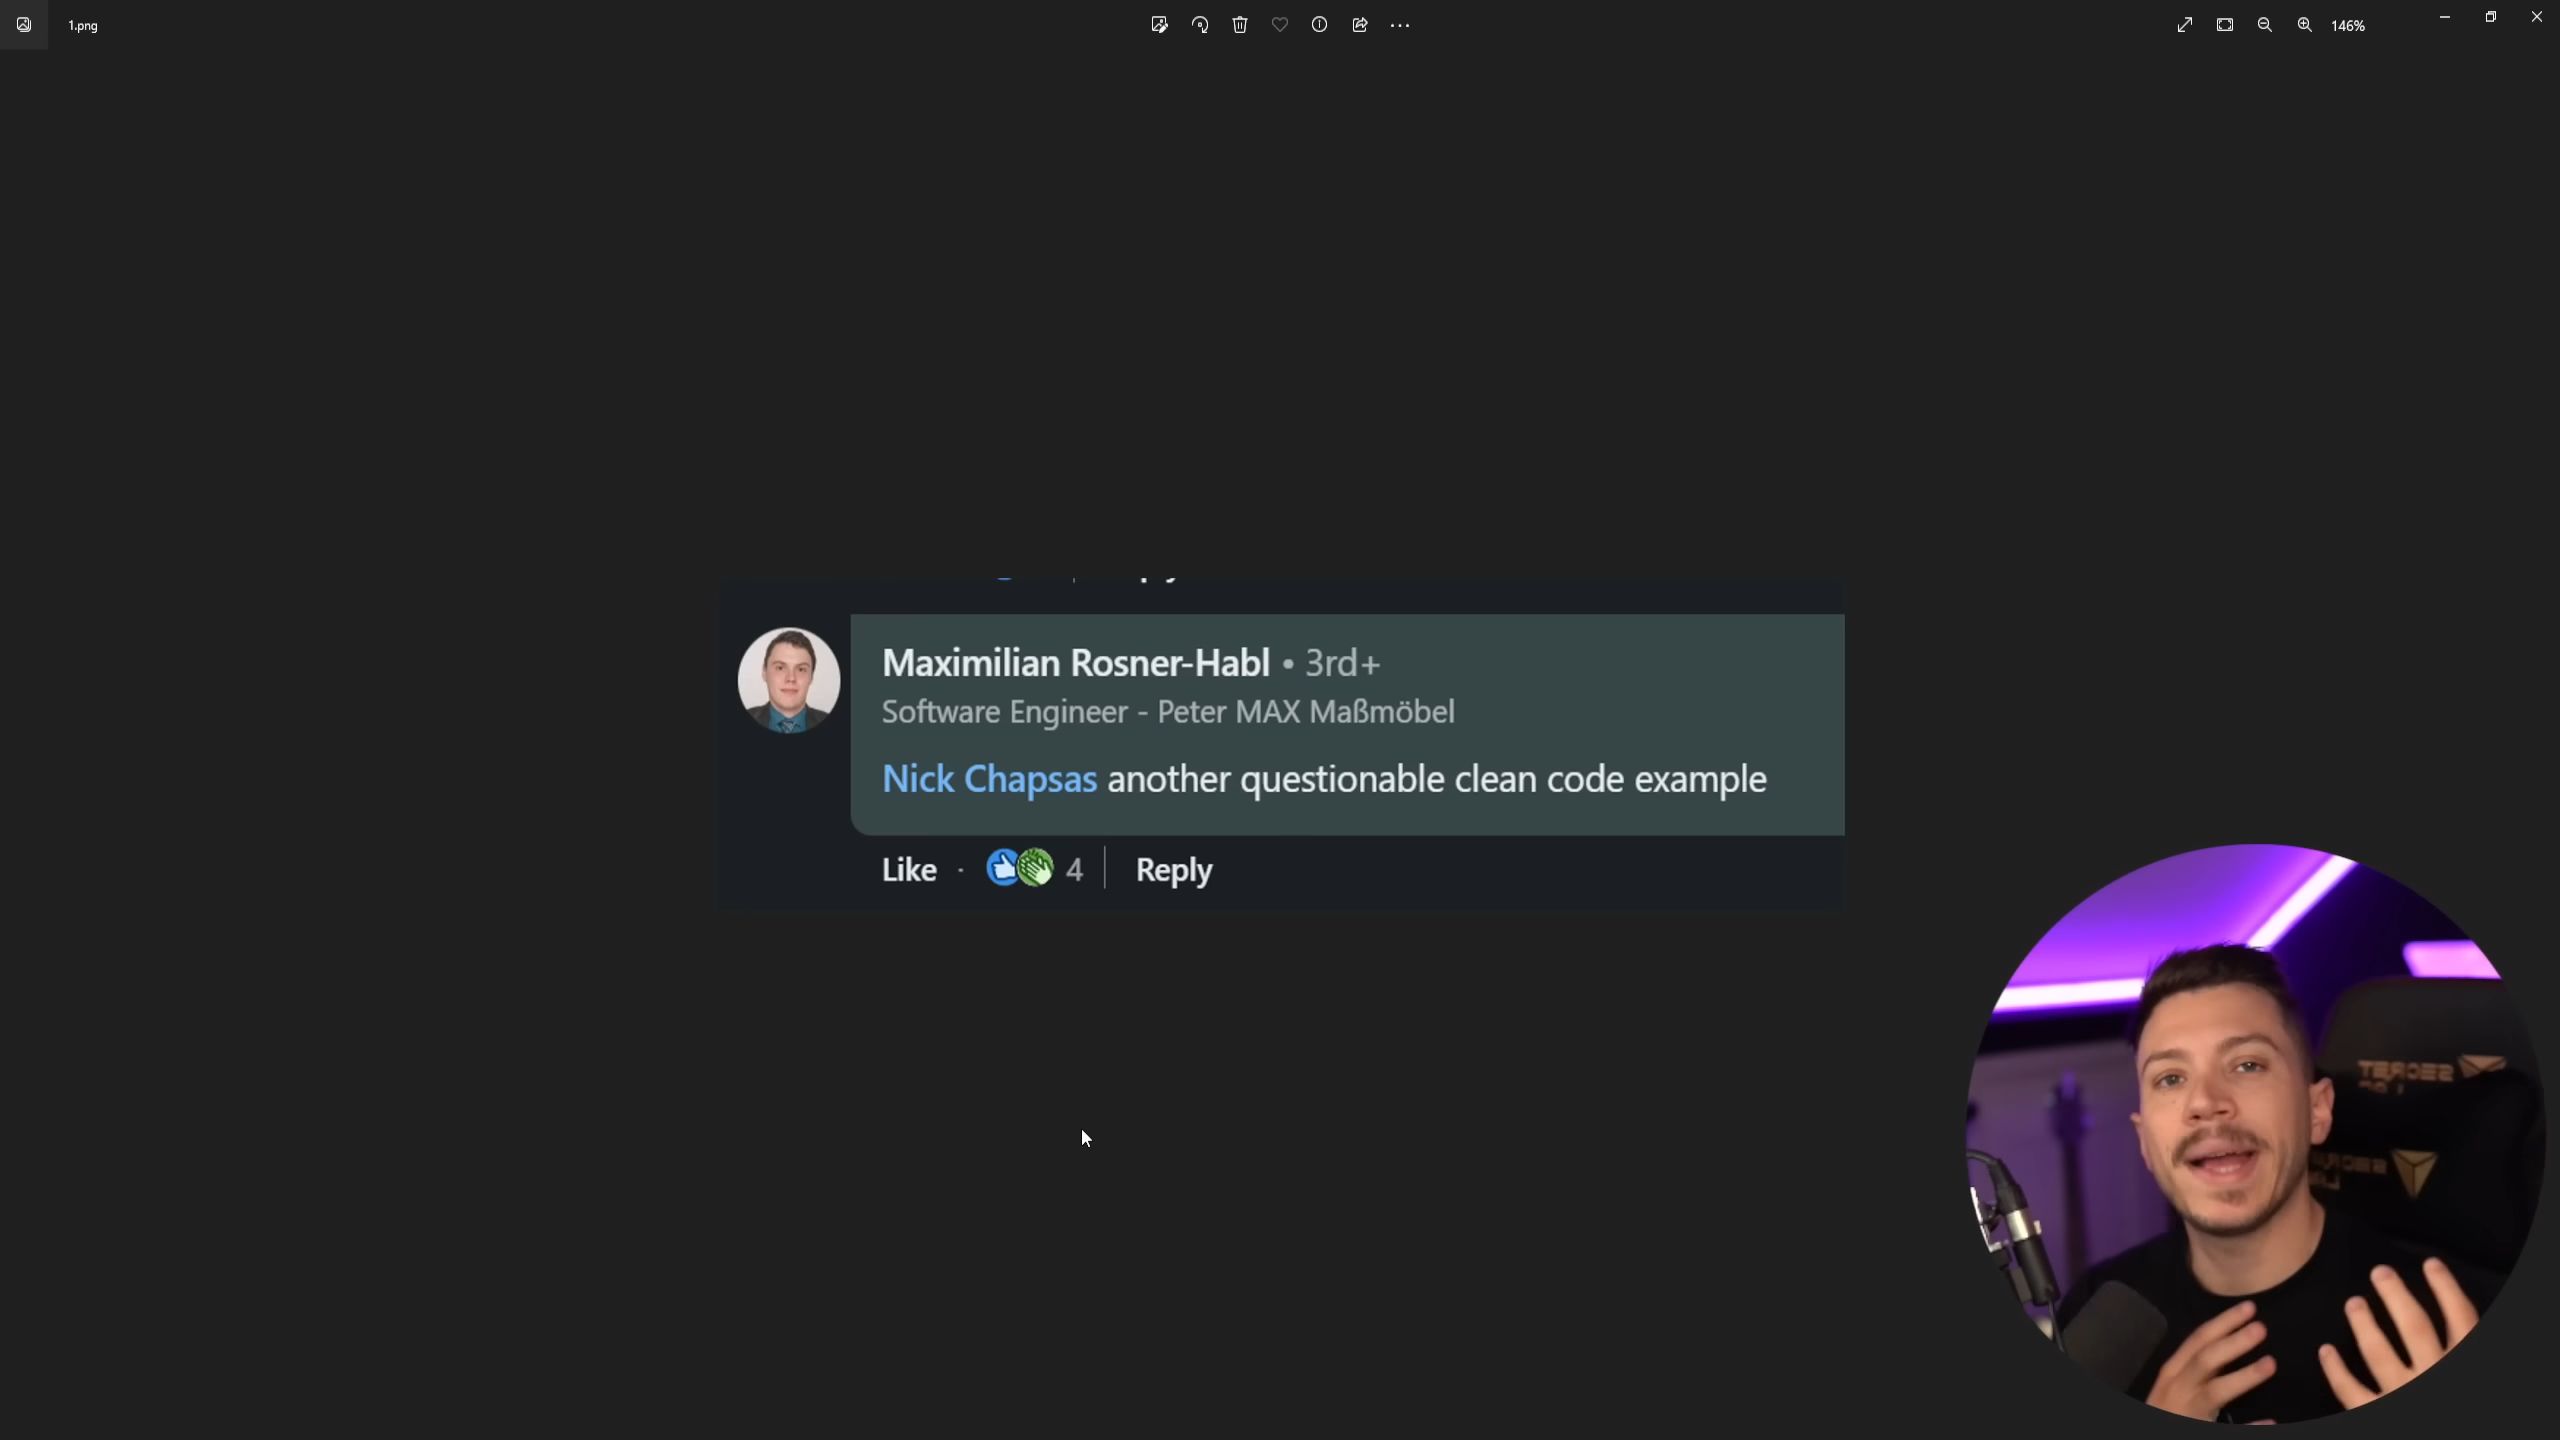 1.png
146%
Maximilian Rosner-Habl • 3rd+
Software Engineer - Peter MAX Maßmöbel
Nick Chapsas another questionable clean code example
Like · 4 | Reply
SECRET